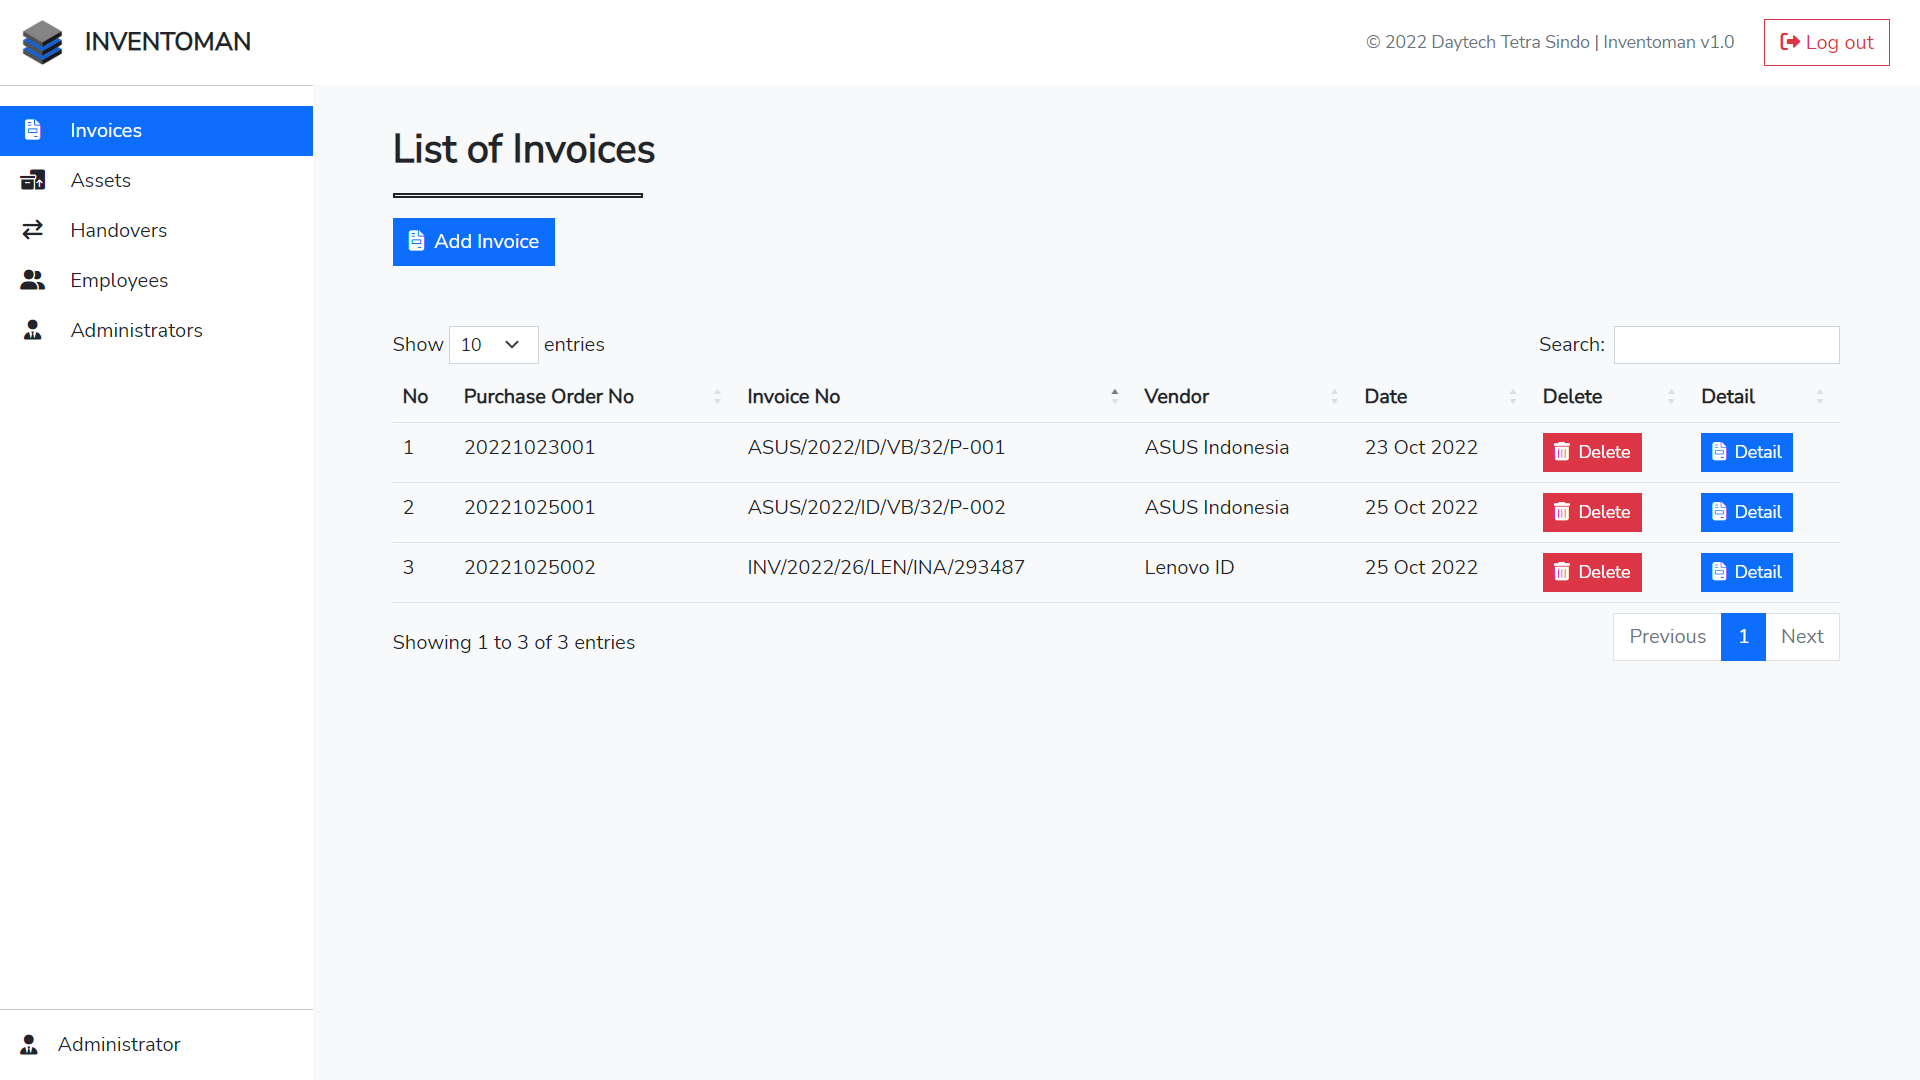 INVENTOMAN
© 2022 Daytech Tetra Sindo | Inventoman v1.0
Log out
Invoices
Assets
Handovers
Employees
Administrators
List of Invoices
Add Invoice
Show 10 entries
Search:
No Purchase Order No Invoice No Vendor Date Delete Detail
1 20221023001 ASUS/2022/ID/VB/32/P-001 ASUS Indonesia 23 Oct 2022 Delete Detail
2 20221025001 ASUS/2022/ID/VB/32/P-002 ASUS Indonesia 25 Oct 2022 Delete Detail
3 20221025002 INV/2022/26/LEN/INA/293487 Lenovo ID 25 Oct 2022 Delete Detail
Showing 1 to 3 of 3 entries
Previous 1 Next
Administrator